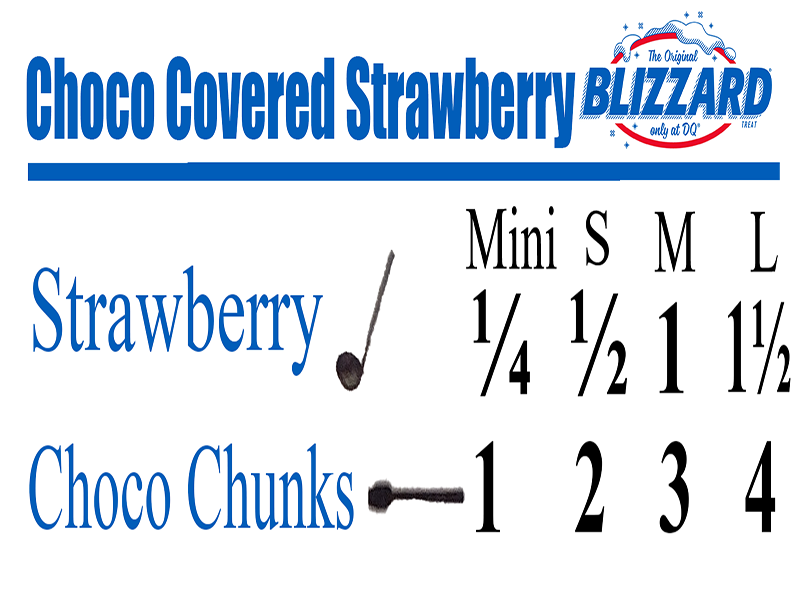 Choco Covered Strawberry
The Original
BLIZZARD®
TREAT
only at DQ®
Mini S M L
Strawberry ¼ ½ 1 1½
Choco Chunks 1 2 3 4